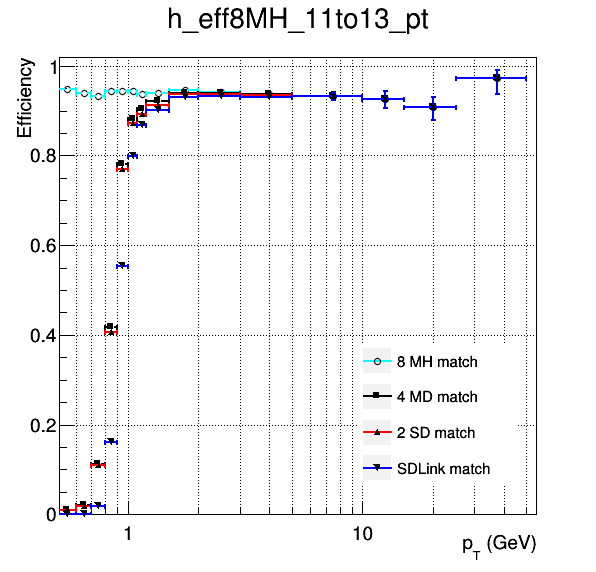 h_eff8MH_11to13_pt
Efficiency
1
0.8
0.6
0.4
0.2
0
8 MH match
4 MD match
2 SD match
SDLink match
1
10
p_T (GeV)